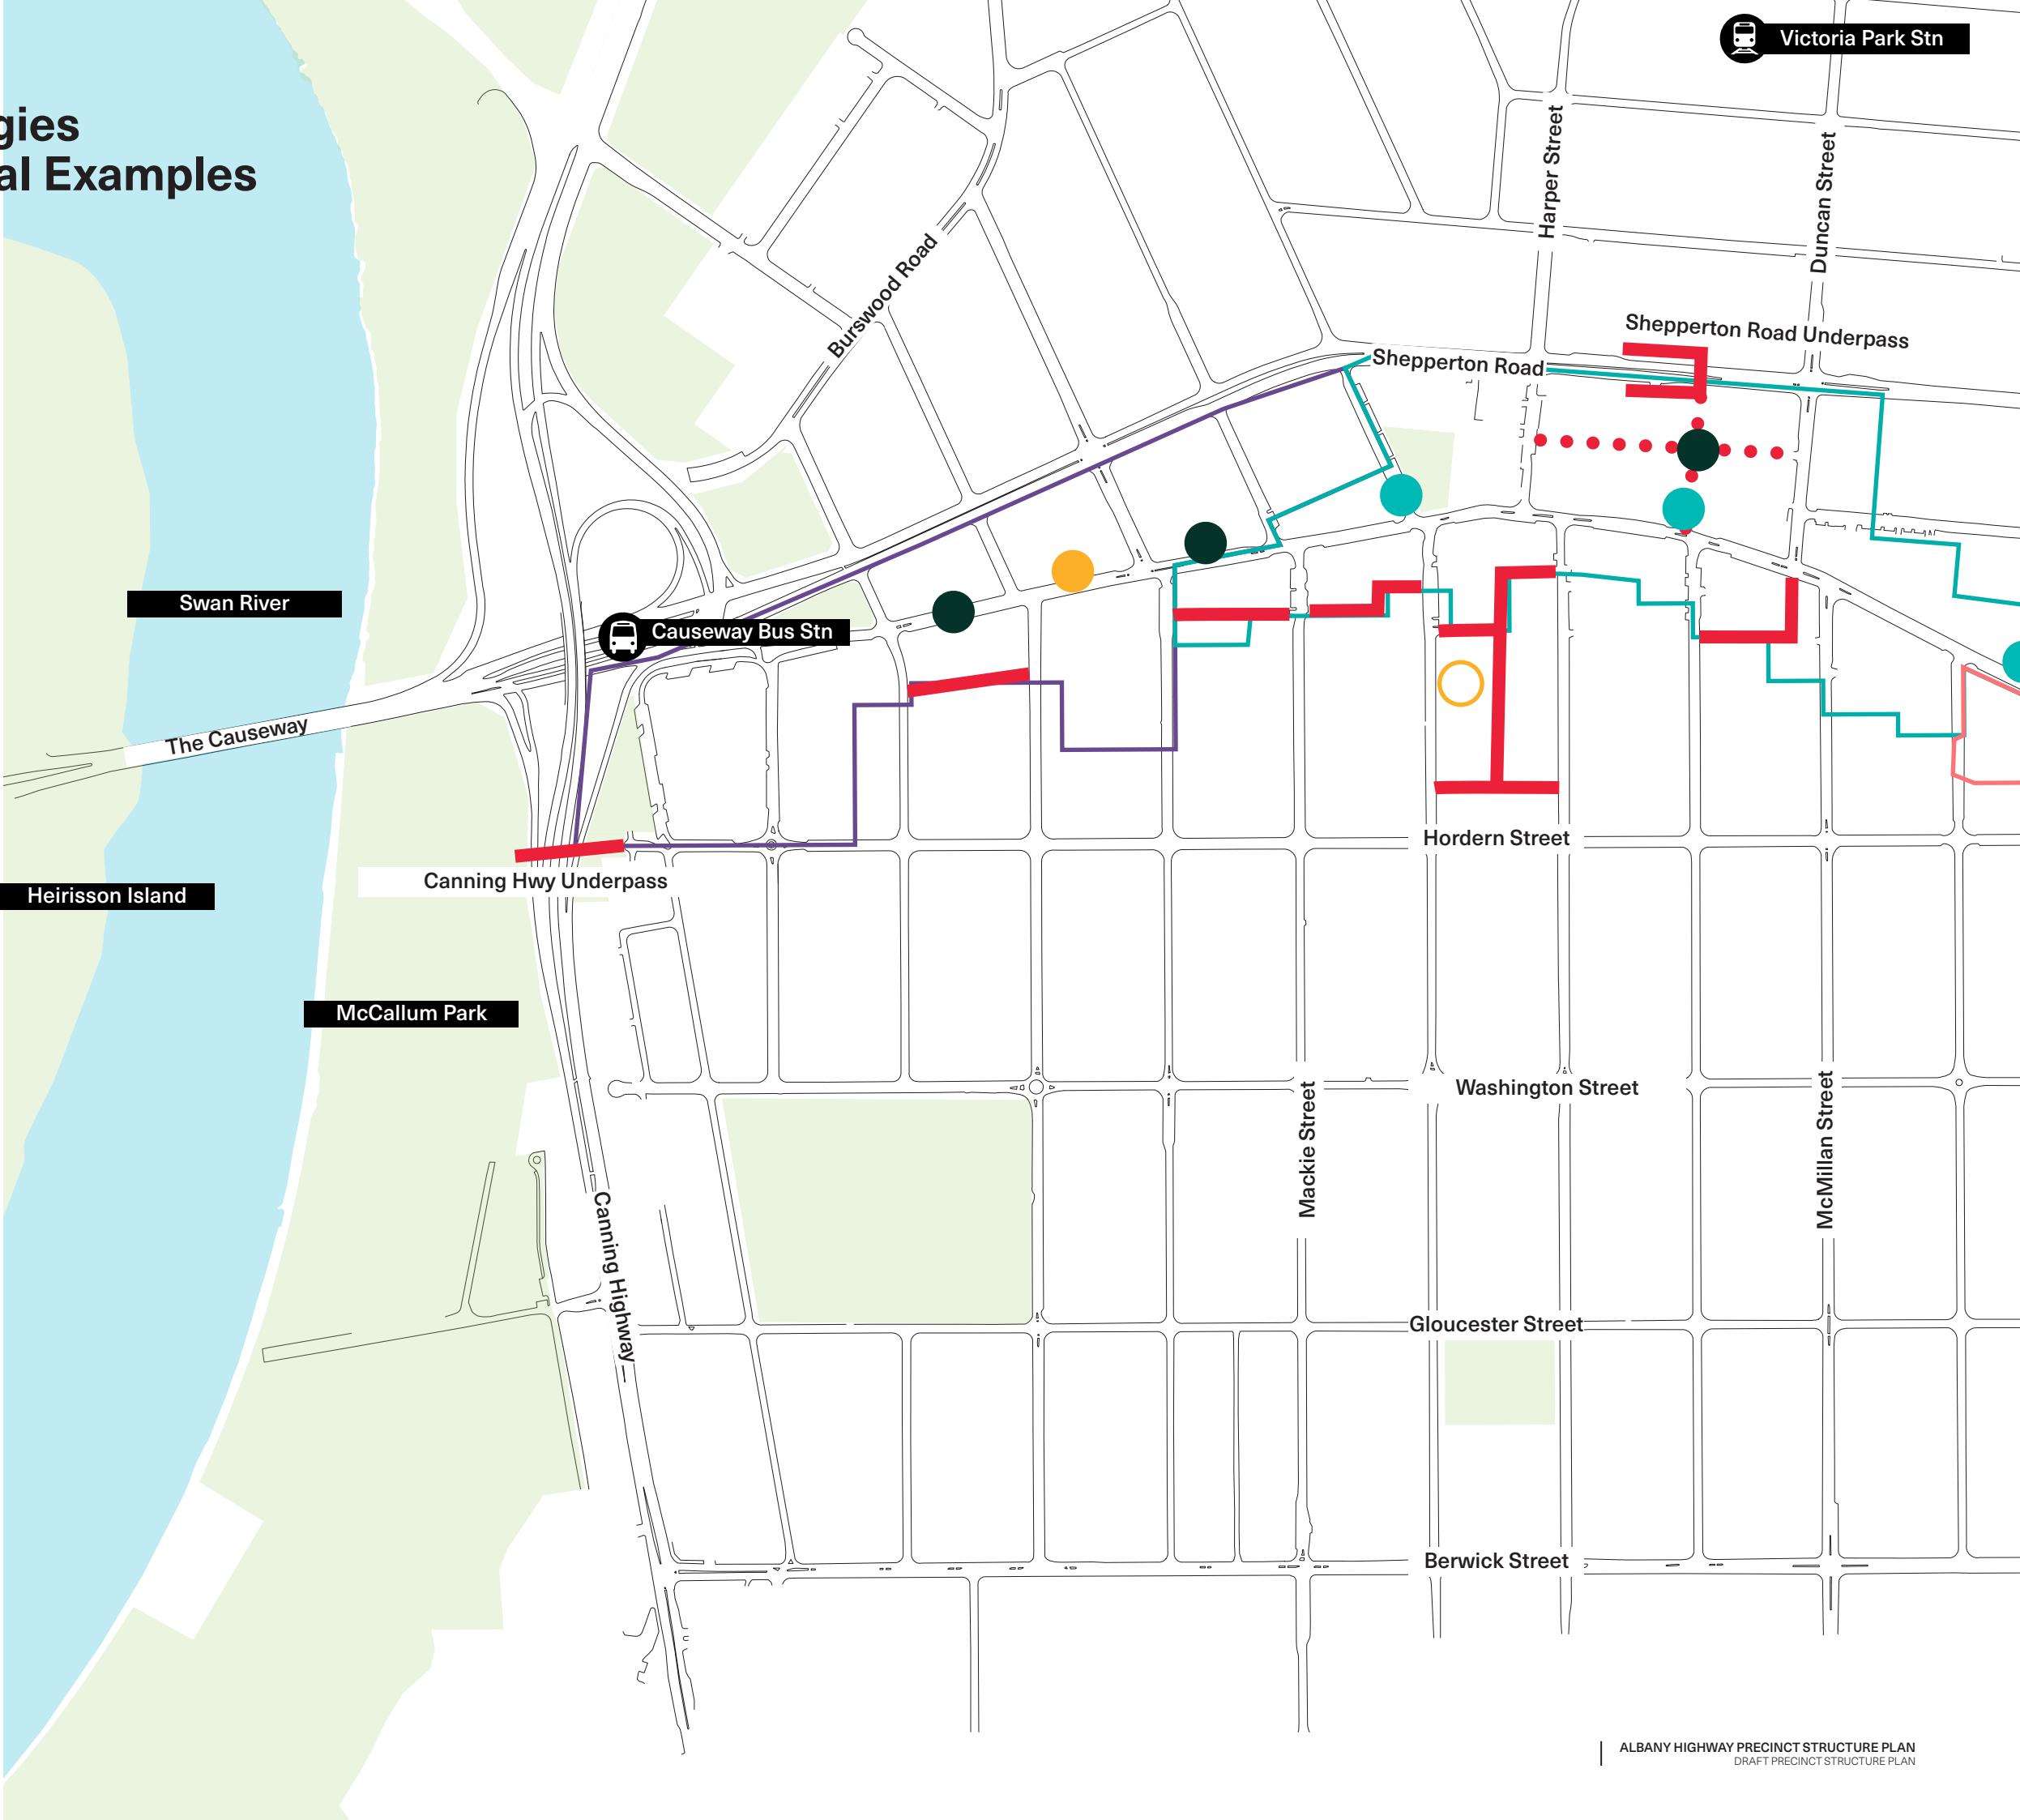 gies
al Examples
Victoria Park Stn
Harper Street
Duncan Street
Burswood Road
Shepperton Road Underpass
Shepperton Road
Swan River
Causeway Bus Stn
The Causeway
Hordern Street
Canning Hwy Underpass
Heirisson Island
McCallum Park
Washington Street
Mackie Street
McMillan Street
Canning Highway
Gloucester Street
Berwick Street
ALBANY HIGHWAY PRECINCT STRUCTURE PLAN
DRAFT PRECINCT STRUCTURE PLAN